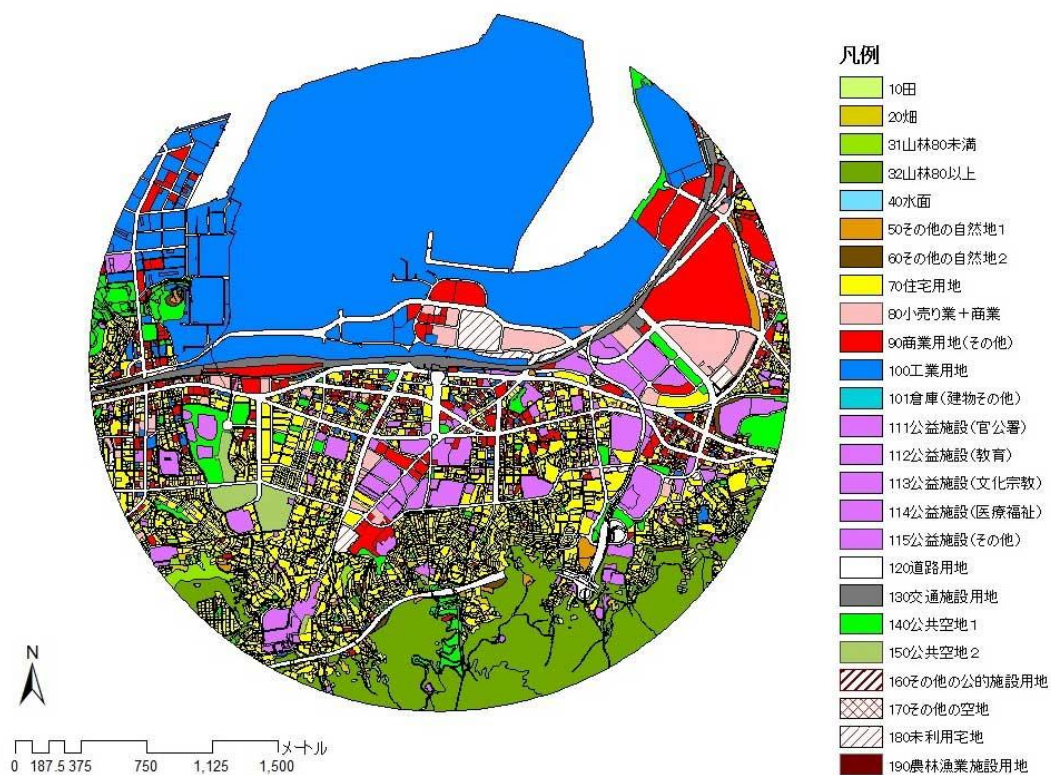 凡例
10田
20畑
31山林80未満
32山林80以上
40水面
50その他の自然地1
60その他の自然地2
70住宅用地
80小売り業＋商業
90商業用地(その他)
100工業用地
101倉庫(建物その他)
111公益施設(官公署)
112公益施設(教育)
113公益施設(文化宗教)
114公益施設(医療福祉)
115公益施設(その他)
120道路用地
130交通施設用地
140公共空地1
150公共空地2
160その他の公的施設用地
170その他の空地
180未利用宅地
190農林漁業施設用地
N
メートル
0 187.5 375 750 1,125 1,500